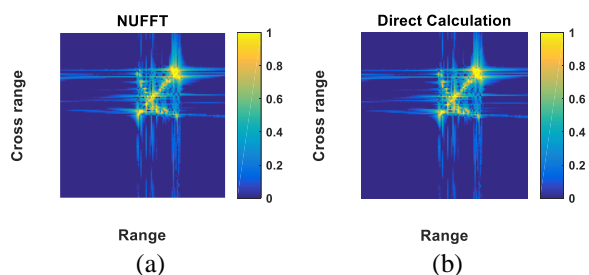 NUFFT
Cross range
1
0.8
0.6
0.4
0.2
0
Range
(a)
Direct Calculation
Cross range
1
0.8
0.6
0.4
0.2
0
Range
(b)